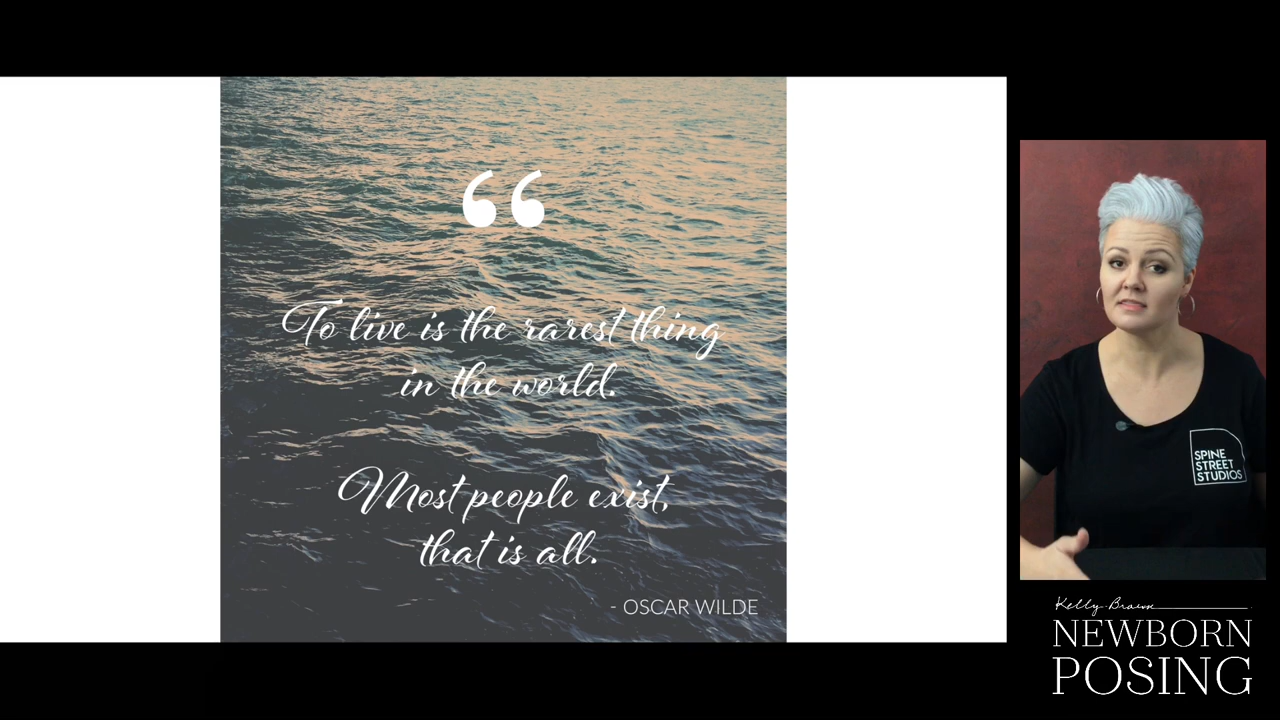 “
To live is the rarest thing
in the world.
Most people exist,
that is all.
- OSCAR WILDE
SPINE
STREET
STUDIOS
Kelly Brown
NEWBORN
POSING